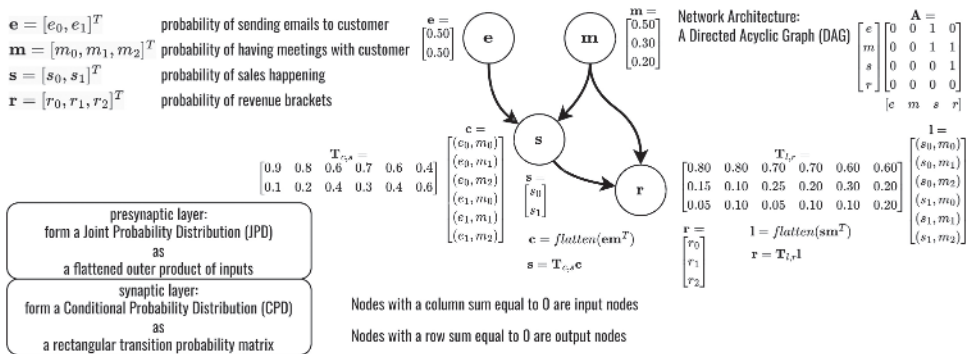 e = [e₀, e₁]ᵀ probability of sending emails to customer
m = [m₀, m₁, m₂]ᵀ probability of having meetings with customer
s = [s₀, s₁]ᵀ probability of sales happening
r = [r₀, r₁, r₂]ᵀ probability of revenue brackets
e =
[0.50]
[0.50]
e
m
m =
[0.50]
[0.30]
[0.20]
Network Architecture:
A Directed Acyclic Graph (DAG)
A =
[e] [0 0 1 0]
[m] [0 0 1 1]
[s] [0 0 0 1]
[r] [0 0 0 0]
[e m s r]
T_c,s =
[0.9 0.8 0.6 0.7 0.6 0.4]
[0.1 0.2 0.4 0.3 0.4 0.6]
c =
[(e₀, m₀)]
[(e₀, m₁)]
[(e₀, m₂)]
[(e₁, m₀)]
[(e₁, m₁)]
[(e₁, m₂)]
s
s =
[s₀]
[s₁]
r
c = flatten(emᵀ)
s = T_c,s c
T_l,r =
[0.80 0.80 0.70 0.70 0.60 0.60]
[0.15 0.10 0.25 0.20 0.30 0.20]
[0.05 0.10 0.05 0.10 0.10 0.20]
l =
[(s₀, m₀)]
[(s₀, m₁)]
[(s₀, m₂)]
[(s₁, m₀)]
[(s₁, m₁)]
[(s₁, m₂)]
r =
[r₀]
[r₁]
[r₂]
l = flatten(smᵀ)
r = T_l,r l
presynaptic layer:
form a Joint Probability Distribution (JPD)
as
a flattened outer product of inputs
synaptic layer:
form a Conditional Probability Distribution (CPD)
as
a rectangular transition probability matrix
Nodes with a column sum equal to 0 are input nodes
Nodes with a row sum equal to 0 are output nodes